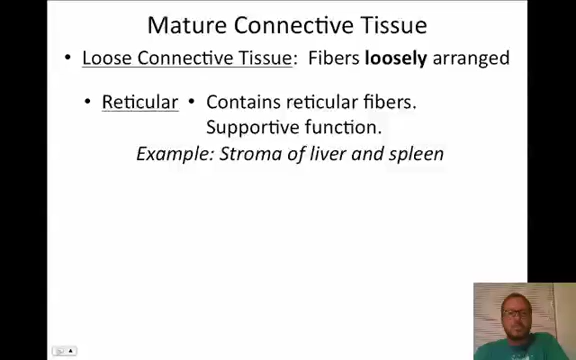 Mature Connective Tissue
• Loose Connective Tissue: Fibers loosely arranged
• Reticular • Contains reticular fibers.
Supportive function.
Example: Stroma of liver and spleen